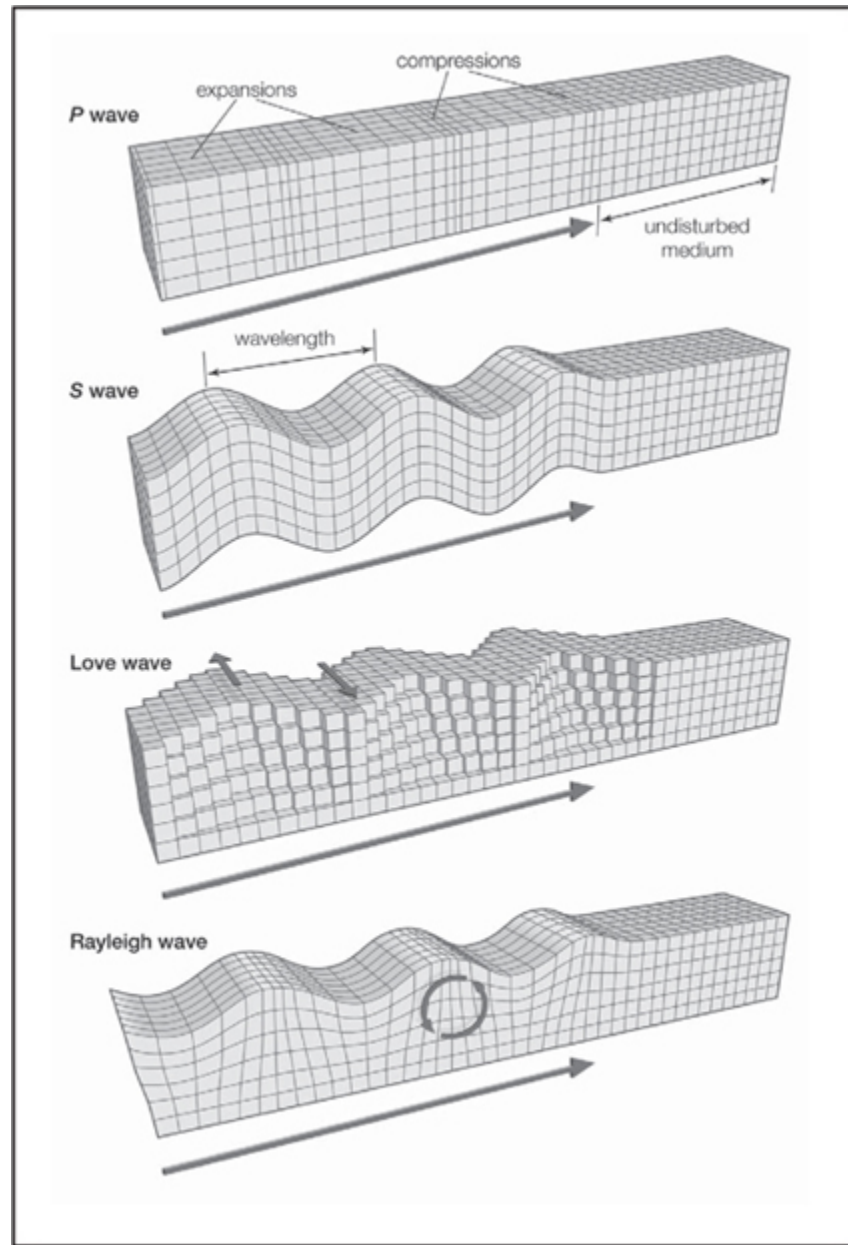 compressions
expansions
P wave
undisturbed
medium
wavelength
S wave
Love wave
Rayleigh wave